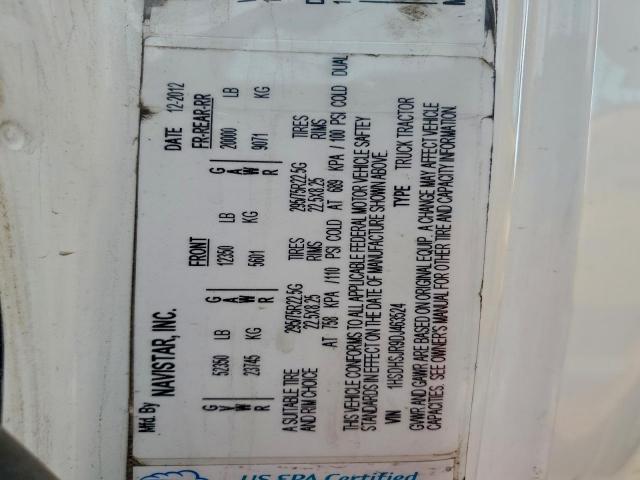 Mfd. By NAVISTAR, INC. DATE 12-2012
FRONT FR-REAR-RR
G V W R 52350 LB 23745 KG G A W R 12350 LB 5601 KG G A W R 20000 LB 9071 KG
A SUITABLE TIRE 285/75R22.5G TIRES 285/75R22.5G TIRES
AND RIM CHOICE 22.5X8.25 RIMS 22.5X8.25 RIMS
AT 758 KPA /110 PSI COLD AT 689 KPA / 100 PSI COLD DUAL
THIS VEHICLE CONFORMS TO ALL APPLICABLE FEDERAL MOTOR VEHICLE SAFTEY
STANDARDS IN EFFECT ON THE DATE OF MANUFACTURE SHOWN ABOVE.
VIN 1HSDHSJR9DJ463524 TYPE TRUCK TRACTOR
GVWR AND GAWR ARE BASED ON ORIGINAL EQUIP. A CHANGE MAY AFFECT VEHICLE
CAPACITIES. SEE OWNER'S MANUAL FOR OTHER TIRE AND CAPACITY INFORMATION.
US EPA Certified